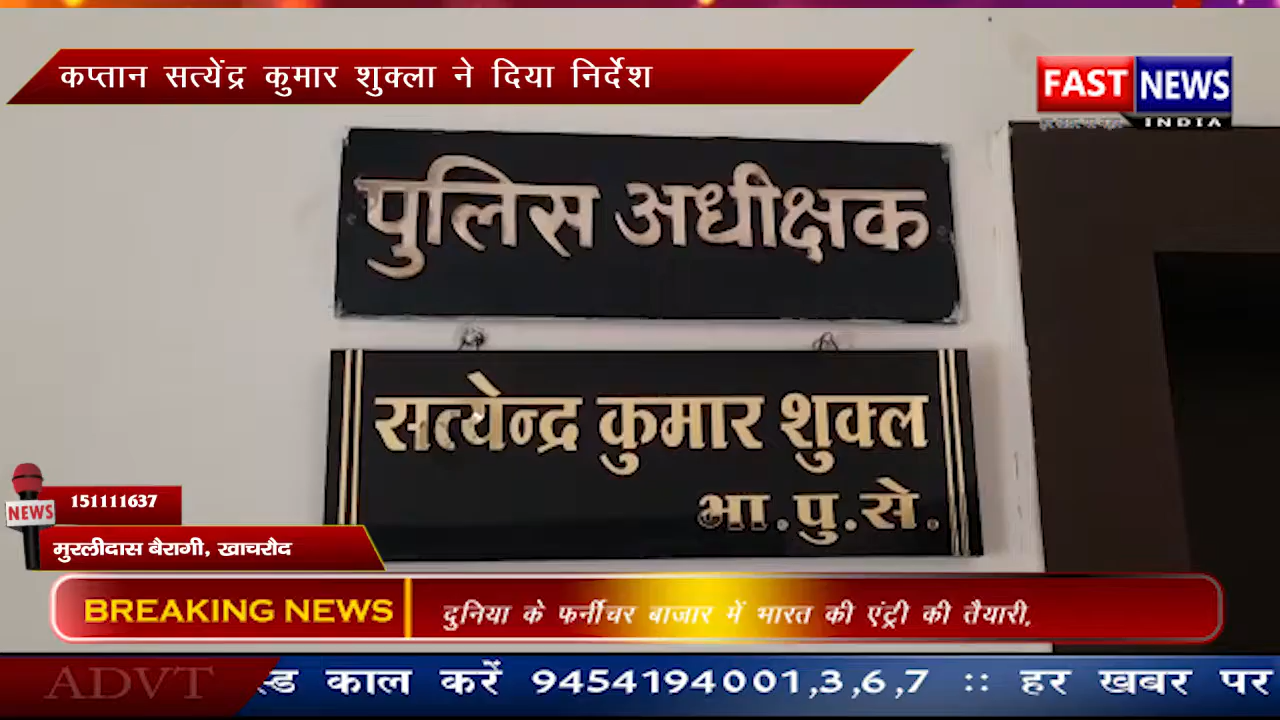 कप्तान सत्येंद्र कुमार शुक्ला ने दिया निर्देश
FAST NEWS
INDIA
पुलिस अधीक्षक
सत्येन्द्र कुमार शुक्ल
भा.पु.से.
NEWS
151111637
मुरलीदास बैरागी, खाचरौद
BREAKING NEWS
दुनिया के फर्नीचर बाजार में भारत की एंट्री की तैयारी,
ADVT
काल करें 9454194001,3,6,7 :: हर खबर पर